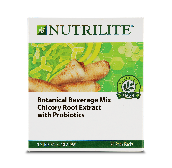 NUTRILITE
Botanical Beverage Mix
Chicory Root Extract
with Probiotics